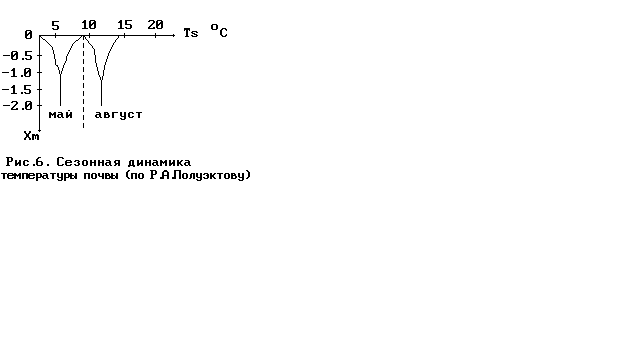 5 10 15 20 Ts °C
0
-0.5
-1.0
-1.5
-2.0
май август
Xm
Рис.6. Сезонная динамика
температуры почвы (по Р.А.Полуэктову)